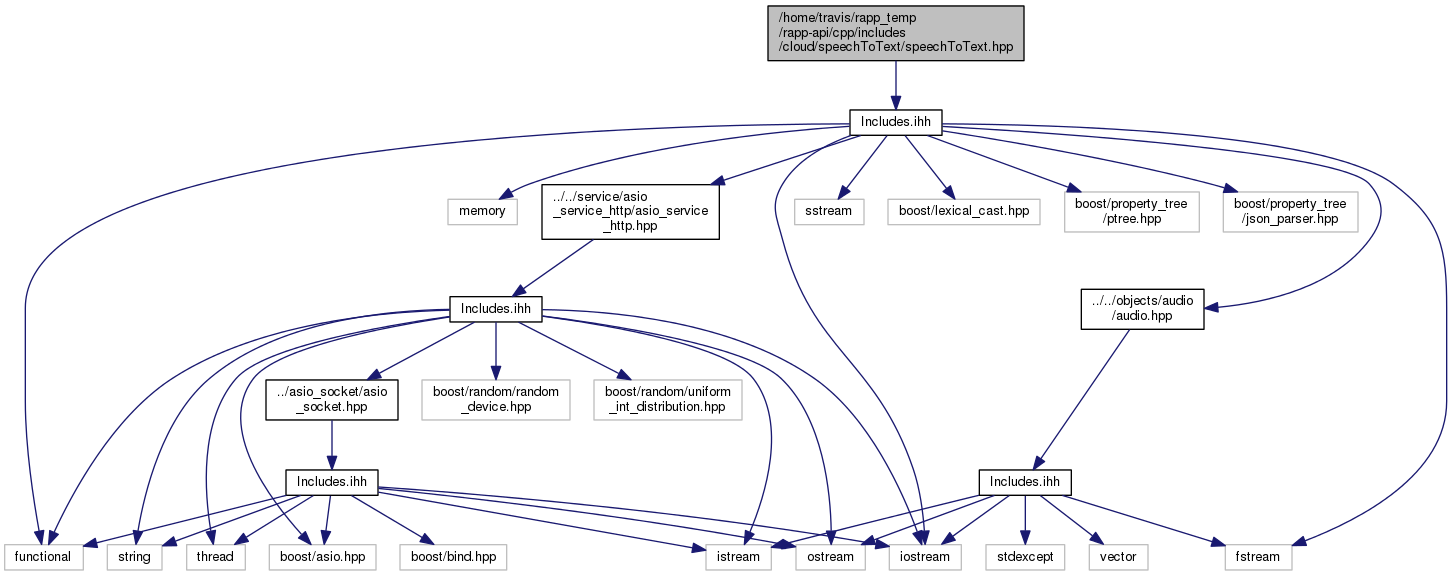 /home/travis/rapp_temp
/rapp-api/cpp/includes
/cloud/speechToText/speechToText.hpp
Includes.ihh
memory
../../service/asio
_service_http/asio_service
_http.hpp
sstream
boost/lexical_cast.hpp
boost/property_tree
/ptree.hpp
boost/property_tree
/json_parser.hpp
Includes.ihh
../../objects/audio
/audio.hpp
../asio_socket/asio
_socket.hpp
boost/random/random
_device.hpp
boost/random/uniform
_int_distribution.hpp
Includes.ihh
Includes.ihh
functional
string
thread
boost/asio.hpp
boost/bind.hpp
istream
ostream
iostream
stdexcept
vector
fstream